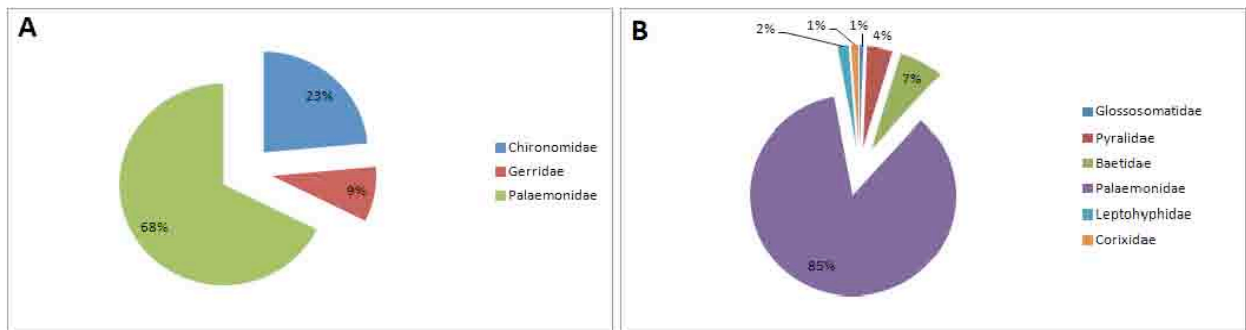 A
23%
9%
68%
Chironomidae
Gerridae
Palaemonidae
B
2%
1%
1%
4%
7%
85%
Glossosomatidae
Pyralidae
Baetidae
Palaemonidae
Leptohyphidae
Corixidae